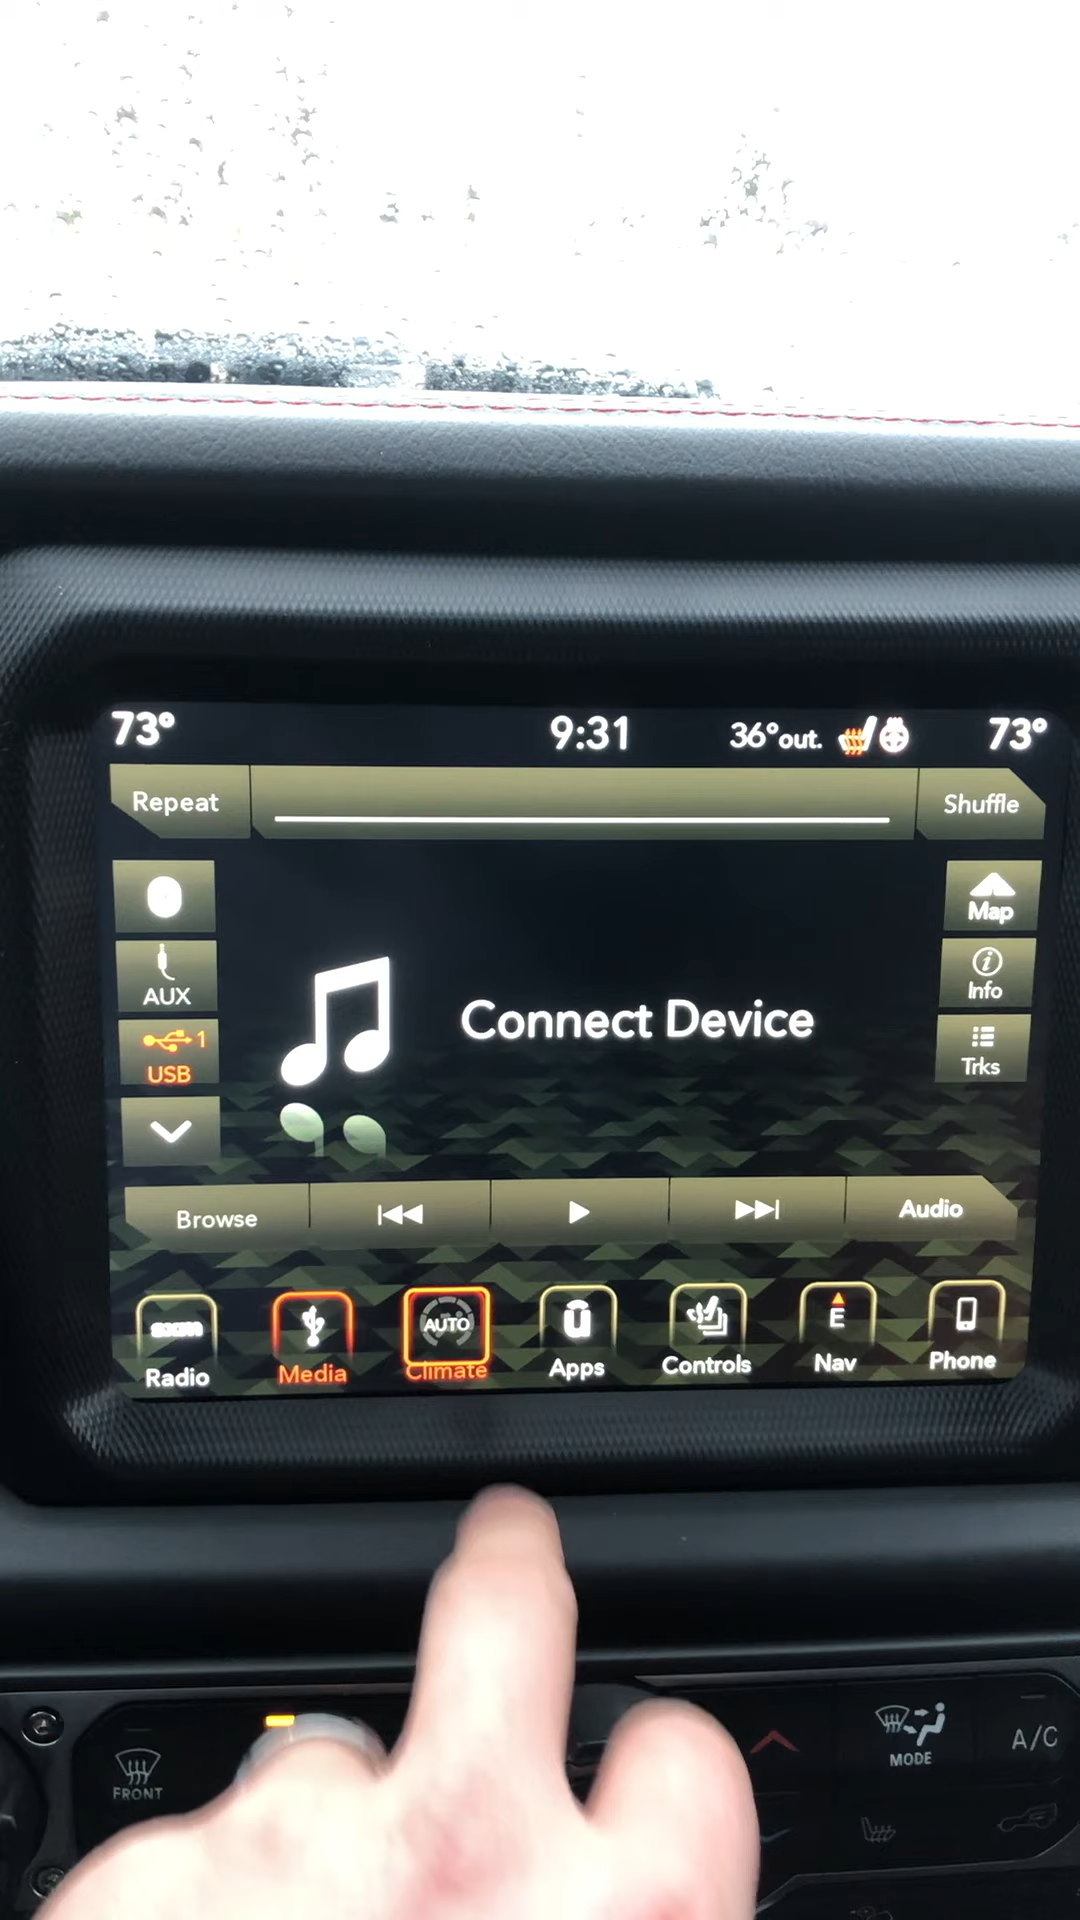 73° 9:31 36°out. 73°
Repeat Shuffle
Map
AUX
Info
1
USB
Trks
Connect Device
Browse Audio
AUTO E
Radio Media Climate Apps Controls Nav Phone
FRONT MODE A/C